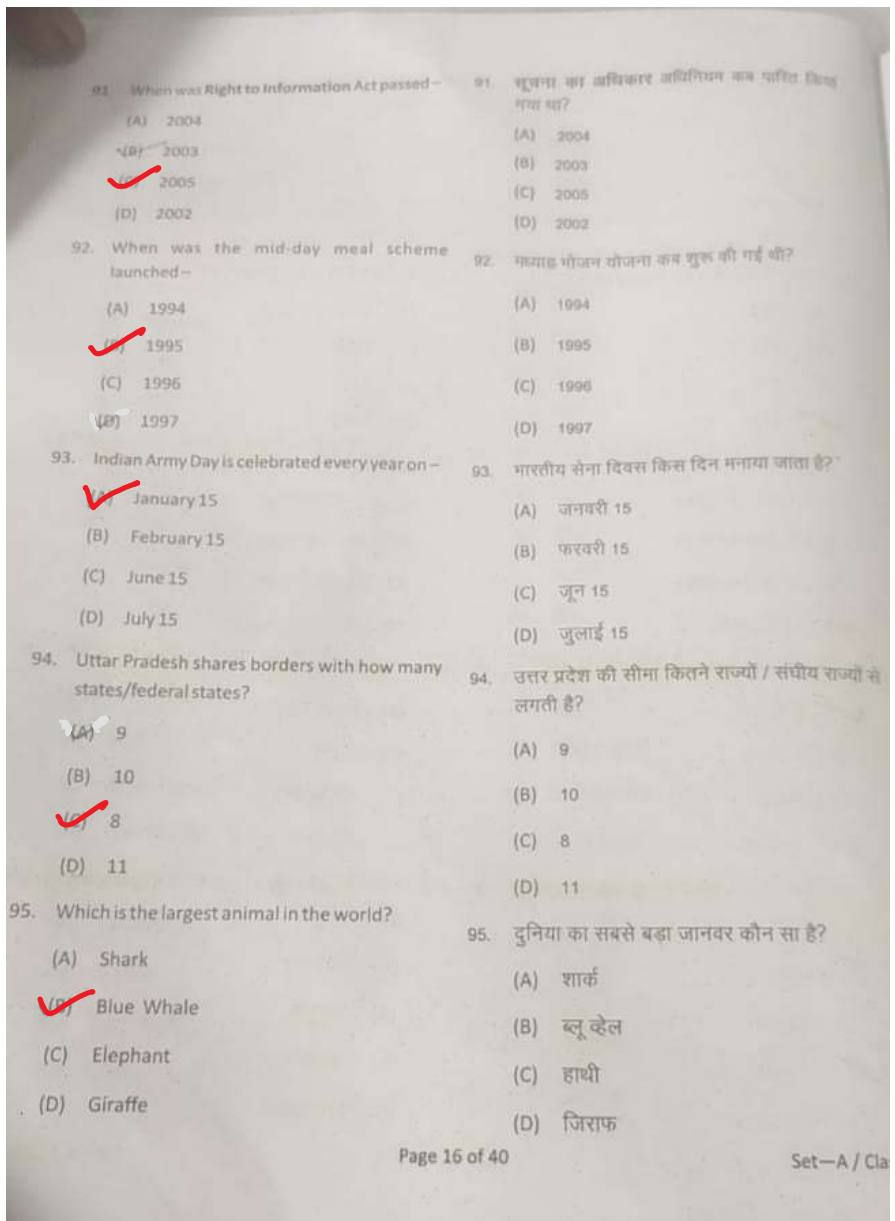 91. When was Right to Information Act passed–
(A) 2004
(B) 2003
(C) 2005
(D) 2002
92. When was the mid-day meal scheme
launched–
(A) 1994
(B) 1995
(C) 1996
(D) 1997
93. Indian Army Day is celebrated every year on –
(A) January 15
(B) February 15
(C) June 15
(D) July 15
94. Uttar Pradesh shares borders with how many
states/federal states?
(A) 9
(B) 10
(C) 8
(D) 11
95. Which is the largest animal in the world?
(A) Shark
(B) Blue Whale
(C) Elephant
(D) Giraffe
91. सूचना का अधिकार अधिनियम कब पारित किया
गया था?
(A) 2004
(B) 2003
(C) 2005
(D) 2002
92. मध्याह्न भोजन योजना कब शुरू की गई थी?
(A) 1994
(B) 1995
(C) 1996
(D) 1997
93. भारतीय सेना दिवस किस दिन मनाया जाता है?
(A) जनवरी 15
(B) फरवरी 15
(C) जून 15
(D) जुलाई 15
94. उत्तर प्रदेश की सीमा कितने राज्यों / संघीय राज्यों से
लगती है?
(A) 9
(B) 10
(C) 8
(D) 11
95. दुनिया का सबसे बड़ा जानवर कौन सा है?
(A) शार्क
(B) ब्लू व्हेल
(C) हाथी
(D) जिराफ
Page 16 of 40
Set—A / Cla